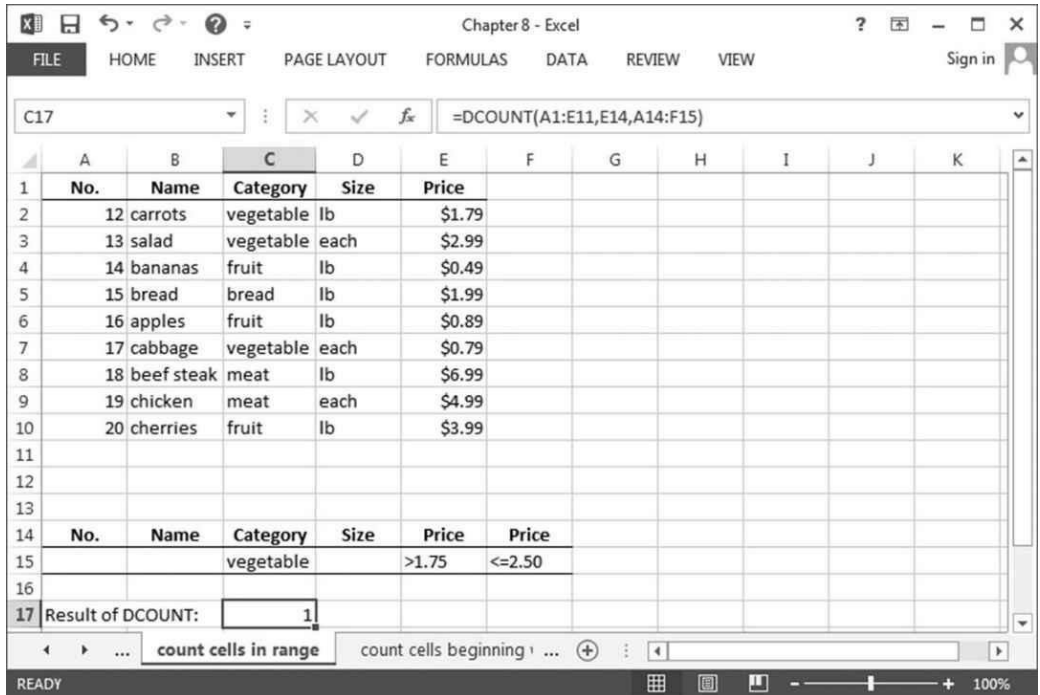 Chapter 8 - Excel
?
FILE HOME INSERT PAGE LAYOUT FORMULAS DATA REVIEW VIEW Sign in
C17 fx =DCOUNT(A1:E11,E14,A14:F15)
A B C D E F G H I J K
1 No. Name Category Size Price
2 12 carrots vegetable lb $1.79
3 13 salad vegetable each $2.99
4 14 bananas fruit lb $0.49
5 15 bread bread lb $1.99
6 16 apples fruit lb $0.89
7 17 cabbage vegetable each $0.79
8 18 beef steak meat lb $6.99
9 19 chicken meat each $4.99
10 20 cherries fruit lb $3.99
11
12
13
14 No. Name Category Size Price Price
15 vegetable >1.75 <=2.50
16
17 Result of DCOUNT: 1
... count cells in range count cells beginning ...
READY 100%